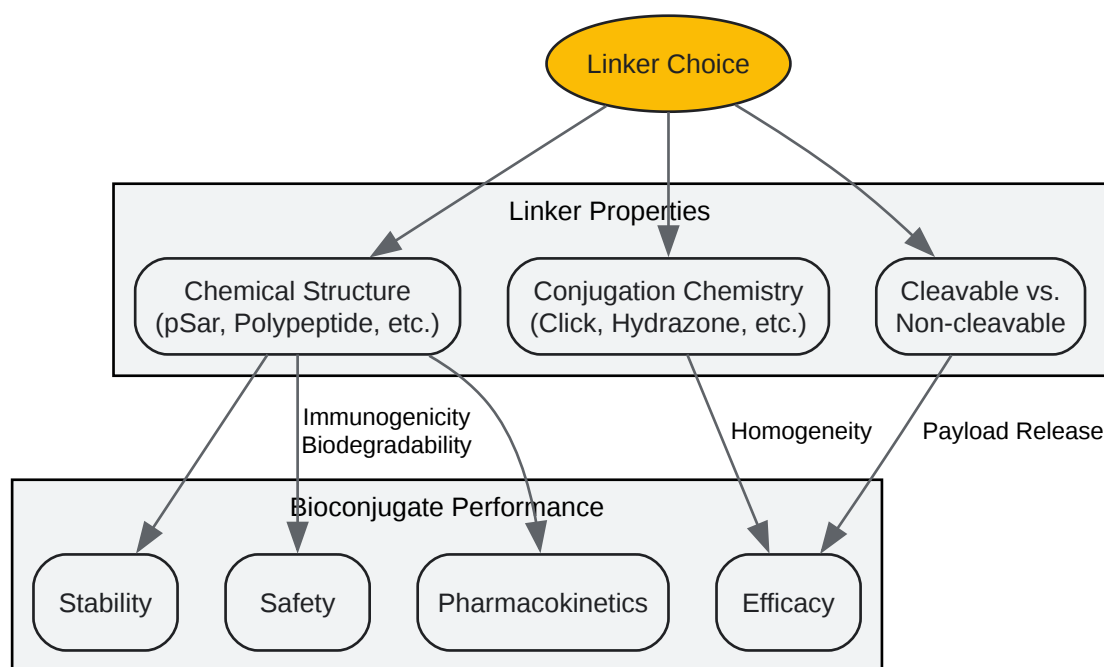 Linker Choice
Linker Properties
Chemical Structure
(pSar, Polypeptide, etc.)
Conjugation Chemistry
(Click, Hydrazone, etc.)
Cleavable vs.
Non-cleavable
Immunogenicity
Biodegradability
Homogeneity
Payload Release
Bioconjugate Performance
Stability
Safety
Pharmacokinetics
Efficacy